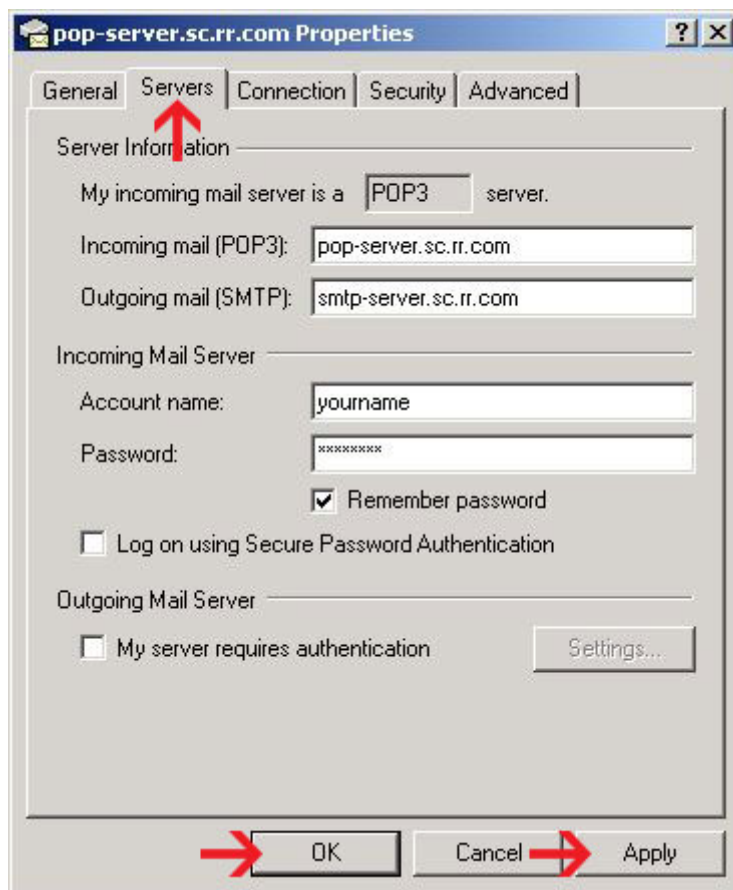 pop-server.sc.rr.com Properties
General Servers Connection Security Advanced
Server Information
My incoming mail server is a POP3 server.
Incoming mail (POP3): pop-server.sc.rr.com
Outgoing mail (SMTP): smtp-server.sc.rr.com
Incoming Mail Server
Account name: yourname
Password: ********
Remember password
Log on using Secure Password Authentication
Outgoing Mail Server
My server requires authentication Settings...
OK Cancel Apply